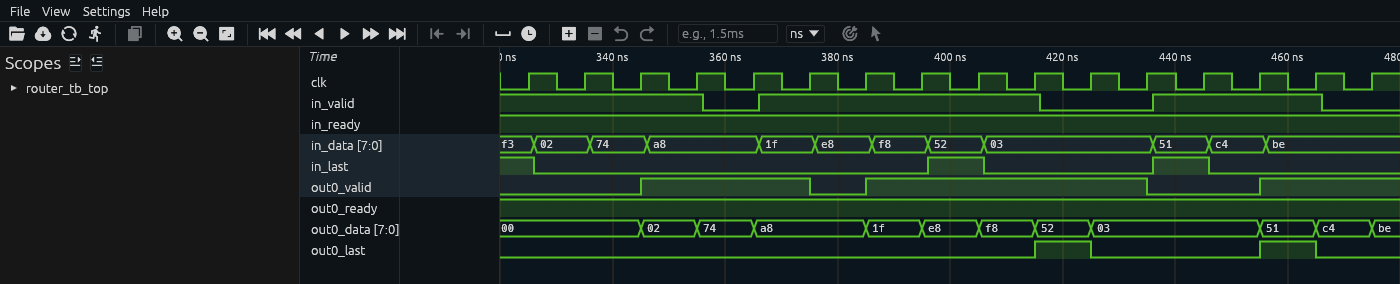 File View Settings Help
e.g., 1.5ms ns
Scopes
router_tb_top
Time 0 ns 340 ns 360 ns 380 ns 400 ns 420 ns 440 ns 460 ns 480
clk
in_valid
in_ready
in_data [7:0] f3 02 74 a8 1f e8 f8 52 03 51 c4 be
in_last
out0_valid
out0_ready
out0_data [7:0] 00 02 74 a8 1f e8 f8 52 03 51 c4 be
out0_last